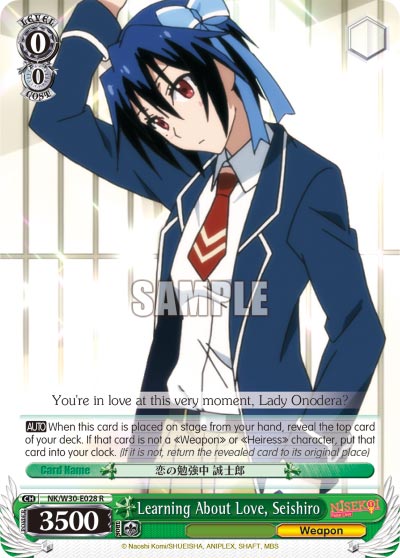 LEVEL
0
0
COST
SAMPLE
You're in love at this very moment, Lady Onodera?
AUTO When this card is placed on stage from your hand, reveal the top card
of your deck. If that card is not a «Weapon» or «Heiress» character, put that
card into your clock. (If it is not, return the revealed card to its original position)
Card Name 恋の勉強中 誠士郎
CH NK/W30-E028 R
POWER 3500 Learning About Love, Seishiro NISEKOI
Weapon
© Naoshi Komi/SHUEISHA, ANIPLEX, SHAFT, MBS